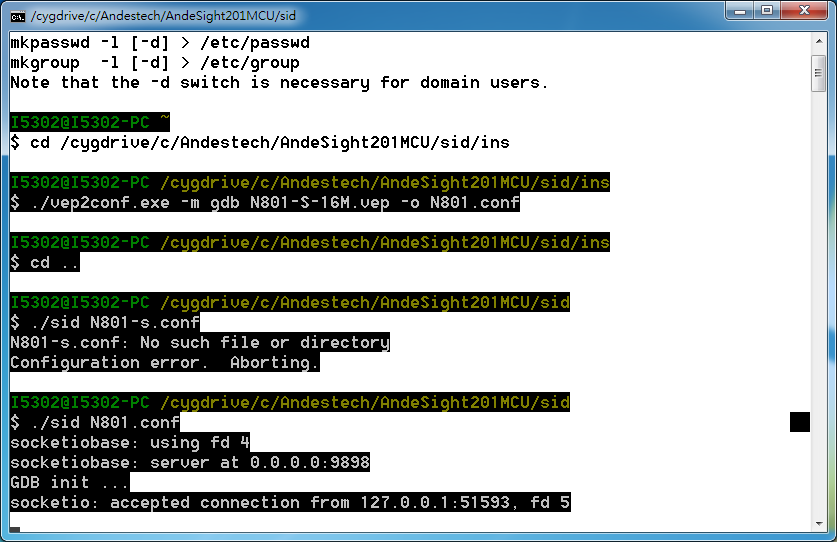 /cygdrive/c/Andestech/AndeSight201MCU/sid
mkpasswd -l [-d] > /etc/passwd
mkgroup  -l [-d] > /etc/group
Note that the -d switch is necessary for domain users.
I5302@I5302-PC ~
$ cd /cygdrive/c/Andestech/AndeSight201MCU/sid/ins
I5302@I5302-PC /cygdrive/c/Andestech/AndeSight201MCU/sid/ins
$ ./vep2conf.exe -m gdb N801-S-16M.vep -o N801.conf
I5302@I5302-PC /cygdrive/c/Andestech/AndeSight201MCU/sid/ins
$ cd ..
I5302@I5302-PC /cygdrive/c/Andestech/AndeSight201MCU/sid
$ ./sid N801-s.conf
N801-s.conf: No such file or directory
Configuration error.  Aborting.
I5302@I5302-PC /cygdrive/c/Andestech/AndeSight201MCU/sid
$ ./sid N801.conf
socketiobase: using fd 4
socketiobase: server at 0.0.0.0:9898
GDB init ...
socketio: accepted connection from 127.0.0.1:51593, fd 5